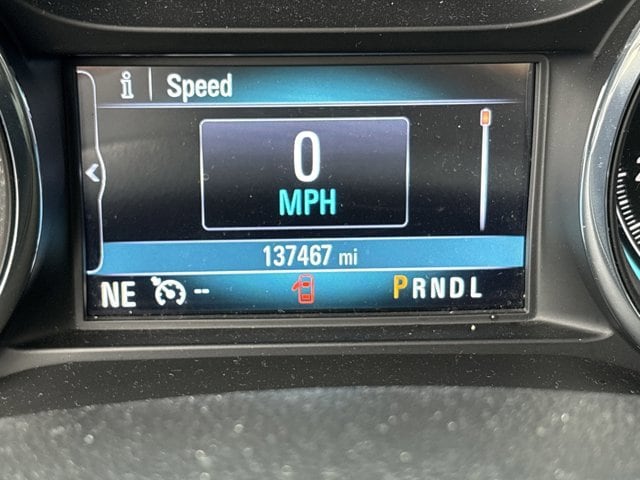 i | Speed
0
MPH
137467 mi
NE -- PRNDL